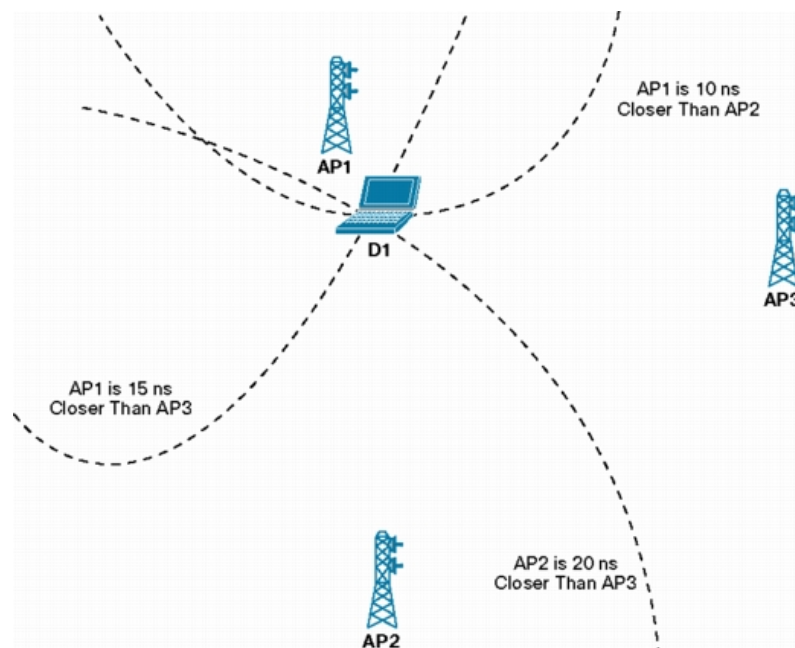 AP1 is 10 ns
Closer Than AP2
AP1
D1
AP3
AP1 is 15 ns
Closer Than AP3
AP2 is 20 ns
Closer Than AP3
AP2